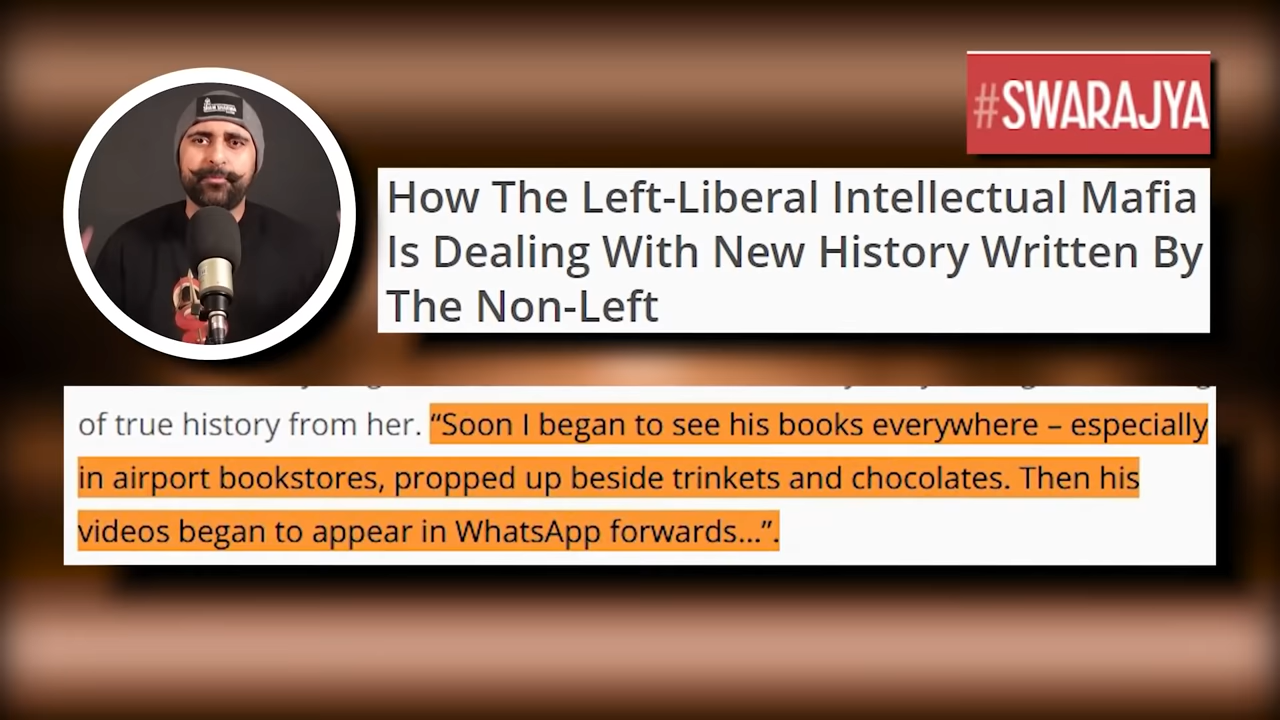 #SWARAJYA
How The Left-Liberal Intellectual Mafia
Is Dealing With New History Written By
The Non-Left
of true history from her. “Soon I began to see his books everywhere – especially
in airport bookstores, propped up beside trinkets and chocolates. Then his
videos began to appear in WhatsApp forwards...”.